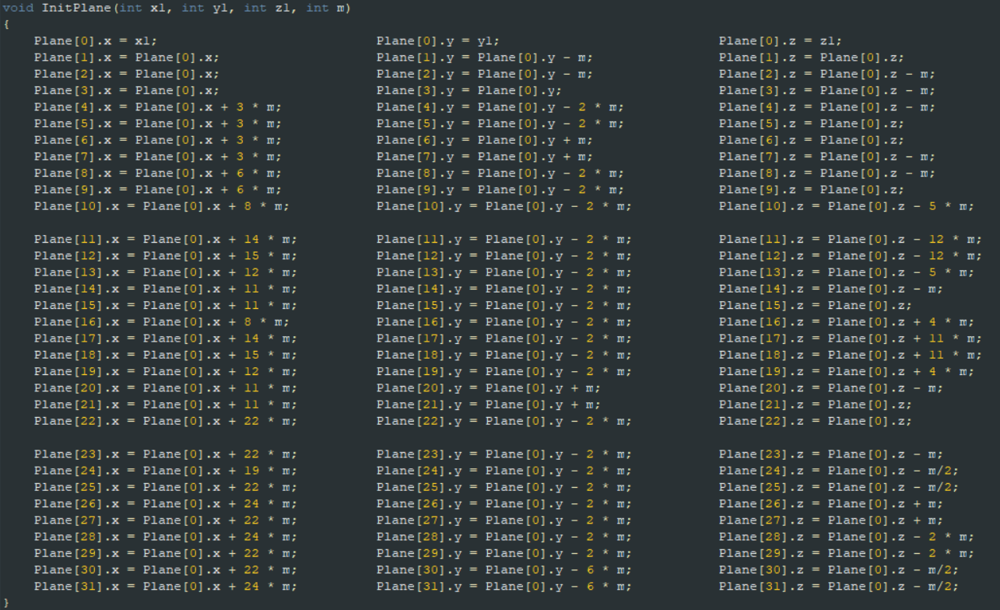 void InitPlane(int x1, int y1, int z1, int m)
{
Plane[0].x = x1; Plane[0].y = y1; Plane[0].z = z1;
Plane[1].x = Plane[0].x; Plane[1].y = Plane[0].y - m; Plane[1].z = Plane[0].z;
Plane[2].x = Plane[0].x; Plane[2].y = Plane[0].y - m; Plane[2].z = Plane[0].z - m;
Plane[3].x = Plane[0].x; Plane[3].y = Plane[0].y; Plane[3].z = Plane[0].z - m;
Plane[4].x = Plane[0].x + 3 * m; Plane[4].y = Plane[0].y - 2 * m; Plane[4].z = Plane[0].z - m;
Plane[5].x = Plane[0].x + 3 * m; Plane[5].y = Plane[0].y - 2 * m; Plane[5].z = Plane[0].z;
Plane[6].x = Plane[0].x + 3 * m; Plane[6].y = Plane[0].y + m; Plane[6].z = Plane[0].z;
Plane[7].x = Plane[0].x + 3 * m; Plane[7].y = Plane[0].y + m; Plane[7].z = Plane[0].z - m;
Plane[8].x = Plane[0].x + 6 * m; Plane[8].y = Plane[0].y - 2 * m; Plane[8].z = Plane[0].z - m;
Plane[9].x = Plane[0].x + 6 * m; Plane[9].y = Plane[0].y - 2 * m; Plane[9].z = Plane[0].z;
Plane[10].x = Plane[0].x + 8 * m; Plane[10].y = Plane[0].y - 2 * m; Plane[10].z = Plane[0].z - 5 * m;
Plane[11].x = Plane[0].x + 14 * m; Plane[11].y = Plane[0].y - 2 * m; Plane[11].z = Plane[0].z - 12 * m;
Plane[12].x = Plane[0].x + 15 * m; Plane[12].y = Plane[0].y - 2 * m; Plane[12].z = Plane[0].z - 12 * m;
Plane[13].x = Plane[0].x + 12 * m; Plane[13].y = Plane[0].y - 2 * m; Plane[13].z = Plane[0].z - 5 * m;
Plane[14].x = Plane[0].x + 11 * m; Plane[14].y = Plane[0].y - 2 * m; Plane[14].z = Plane[0].z - m;
Plane[15].x = Plane[0].x + 11 * m; Plane[15].y = Plane[0].y - 2 * m; Plane[15].z = Plane[0].z;
Plane[16].x = Plane[0].x + 8 * m; Plane[16].y = Plane[0].y - 2 * m; Plane[16].z = Plane[0].z + 4 * m;
Plane[17].x = Plane[0].x + 14 * m; Plane[17].y = Plane[0].y - 2 * m; Plane[17].z = Plane[0].z + 11 * m;
Plane[18].x = Plane[0].x + 15 * m; Plane[18].y = Plane[0].y - 2 * m; Plane[18].z = Plane[0].z + 11 * m;
Plane[19].x = Plane[0].x + 12 * m; Plane[19].y = Plane[0].y - 2 * m; Plane[19].z = Plane[0].z + 4 * m;
Plane[20].x = Plane[0].x + 11 * m; Plane[20].y = Plane[0].y + m; Plane[20].z = Plane[0].z - m;
Plane[21].x = Plane[0].x + 11 * m; Plane[21].y = Plane[0].y + m; Plane[21].z = Plane[0].z;
Plane[22].x = Plane[0].x + 22 * m; Plane[22].y = Plane[0].y - 2 * m; Plane[22].z = Plane[0].z;
Plane[23].x = Plane[0].x + 22 * m; Plane[23].y = Plane[0].y - 2 * m; Plane[23].z = Plane[0].z - m;
Plane[24].x = Plane[0].x + 19 * m; Plane[24].y = Plane[0].y - 2 * m; Plane[24].z = Plane[0].z - m/2;
Plane[25].x = Plane[0].x + 22 * m; Plane[25].y = Plane[0].y - 2 * m; Plane[25].z = Plane[0].z - m/2;
Plane[26].x = Plane[0].x + 24 * m; Plane[26].y = Plane[0].y - 2 * m; Plane[26].z = Plane[0].z + m;
Plane[27].x = Plane[0].x + 22 * m; Plane[27].y = Plane[0].y - 2 * m; Plane[27].z = Plane[0].z + m;
Plane[28].x = Plane[0].x + 24 * m; Plane[28].y = Plane[0].y - 2 * m; Plane[28].z = Plane[0].z - 2 * m;
Plane[29].x = Plane[0].x + 22 * m; Plane[29].y = Plane[0].y - 2 * m; Plane[29].z = Plane[0].z - 2 * m;
Plane[30].x = Plane[0].x + 22 * m; Plane[30].y = Plane[0].y - 6 * m; Plane[30].z = Plane[0].z - m/2;
Plane[31].x = Plane[0].x + 24 * m; Plane[31].y = Plane[0].y - 6 * m; Plane[31].z = Plane[0].z - m/2;
}